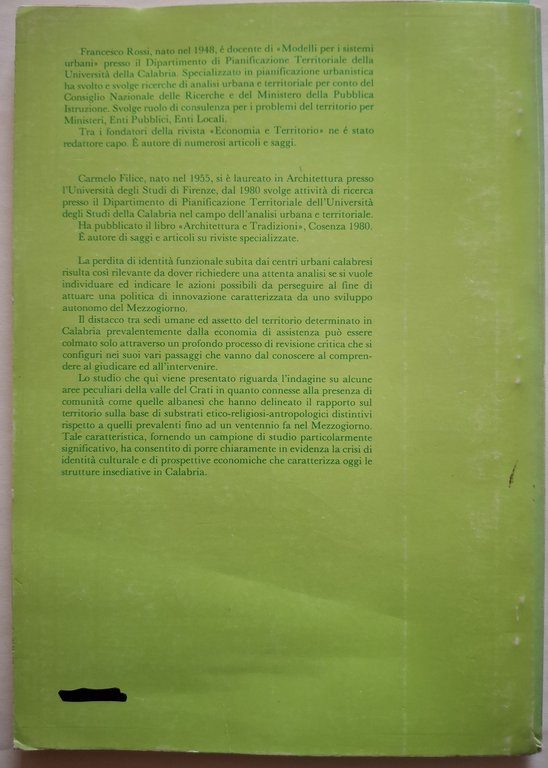 Francesco Rossi, nato nel 1948, é docente di «Modelli per i sistemi
urbani» presso il Dipartimento di Pianificazione Territoriale della
Università della Calabria. Specializzato in pianificazione urbanistica
ha svolto e svolge ricerche di analisi urbana e territoriale per conto del
Consiglio Nazionale delle Ricerche e del Ministero della Pubblica
Istruzione. Svolge ruolo di consulenza per i problemi del territorio per
Ministeri, Enti Pubblici, Enti Locali.
Tra i fondatori della rivista «Economia e Territorio» ne é stato
redattore capo. È autore di numerosi articoli e saggi.
Carmelo Filice, nato nel 1955, si è laureato in Architettura presso
l'Università degli Studi di Firenze, dal 1980 svolge attività di ricerca
presso il Dipartimento di Pianificazione Territoriale dell'Università
degli Studi della Calabria nel campo dell'analisi urbana e territoriale.
Ha pubblicato il libro «Architettura e Tradizioni», Cosenza 1980.
È autore di saggi e articoli su riviste specializzate.
La perdita di identità funzionale subita dai centri urbani calabresi
risulta così rilevante da dover richiedere una attenta analisi se si vuole
individuare ed indicare le azioni possibili da perseguire al fine di
attuare una politica di innovazione caratterizzata da uno sviluppo
autonomo del Mezzogiorno.
Il distacco tra sedi umane ed assetto del territorio determinato in
Calabria prevalentemente dalla economia di assistenza può essere
colmato solo attraverso un profondo processo di revisione critica che si
configuri nei suoi vari passaggi che vanno dal conoscere al compren-
dere al giudicare ed all'intervenire.
Lo studio che qui viene presentato riguarda l'indagine su alcune
aree peculiari della valle del Crati in quanto connesse alla presenza di
comunità come quelle albanesi che hanno delineato il rapporto sul
territorio sulla base di substrati etico-religiosi-antropologici distintivi
rispetto a quelli prevalenti fino ad un ventennio fa nel Mezzogiorno.
Tale caratteristica, fornendo un campione di studio particolarmente
significativo, ha consentito di porre chiaramente in evidenza la crisi di
identità culturale e di prospettive economiche che caratterizza oggi le
strutture insediative in Calabria.